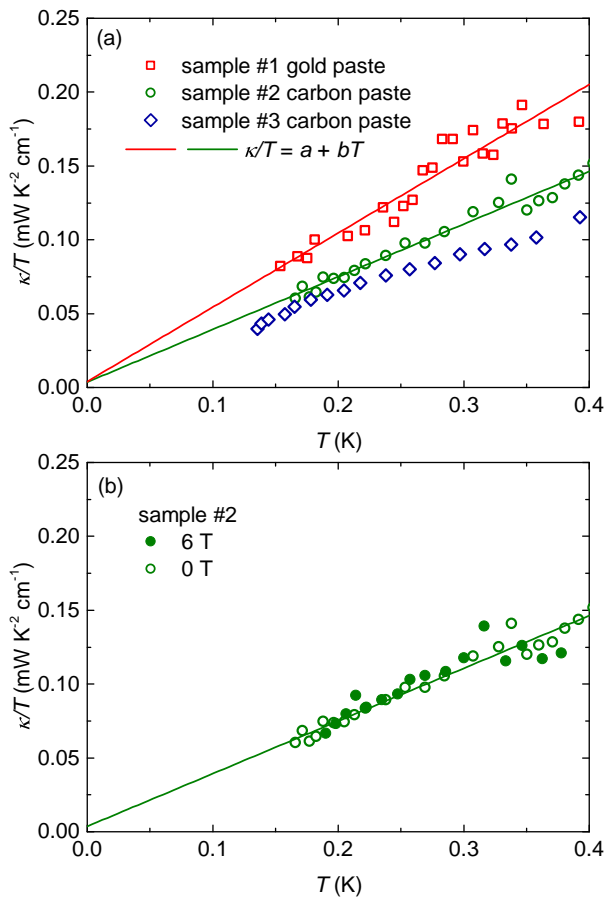 (a)
sample #1 gold paste
sample #2 carbon paste
sample #3 carbon paste
κ/T = a + bT
κ/T (mW K⁻² cm⁻¹)
0.25
0.20
0.15
0.10
0.05
0.00
0.0 0.1 0.2 0.3 0.4
T (K)
(b)
sample #2
6 T
0 T
κ/T (mW K⁻² cm⁻¹)
0.25
0.20
0.15
0.10
0.05
0.00
0.0 0.1 0.2 0.3 0.4
T (K)